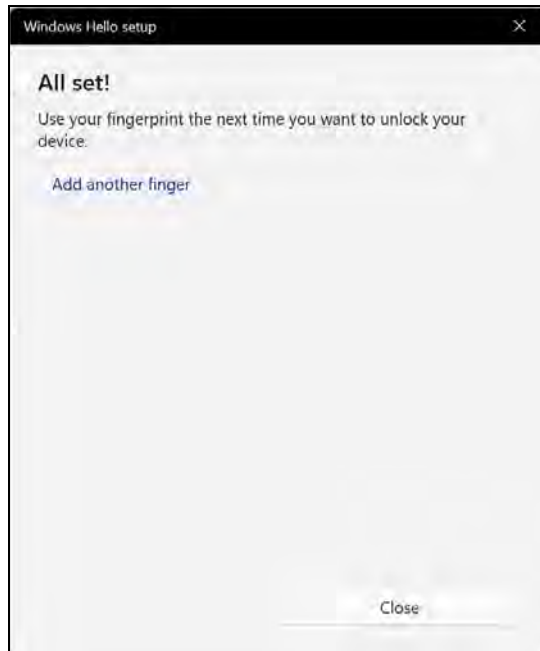 Windows Hello setup
All set!
Use your fingerprint the next time you want to unlock your
device.
Add another finger
Close